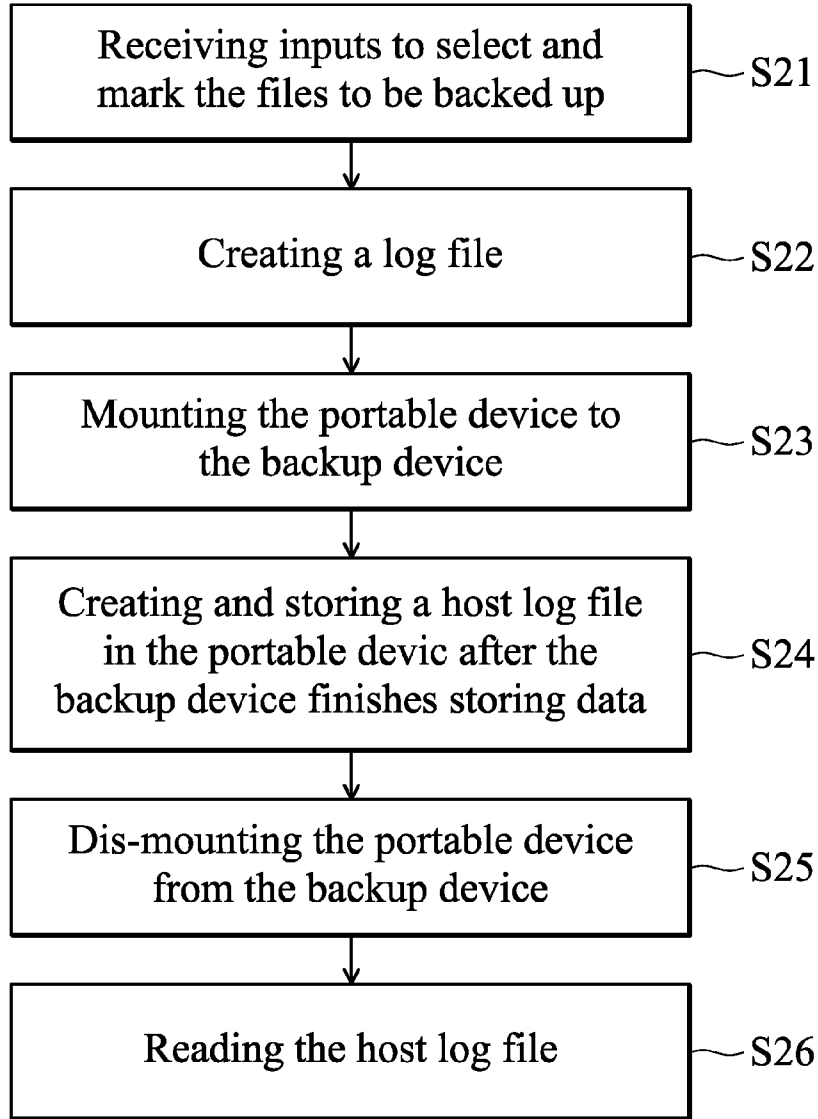 Receiving inputs to select and
mark the files to be backed up
S21
Creating a log file
S22
Mounting the portable device to
the backup device
S23
Creating and storing a host log file
in the portable devic after the
backup device finishes storing data
S24
Dis-mounting the portable device
from the backup device
S25
Reading the host log file
S26